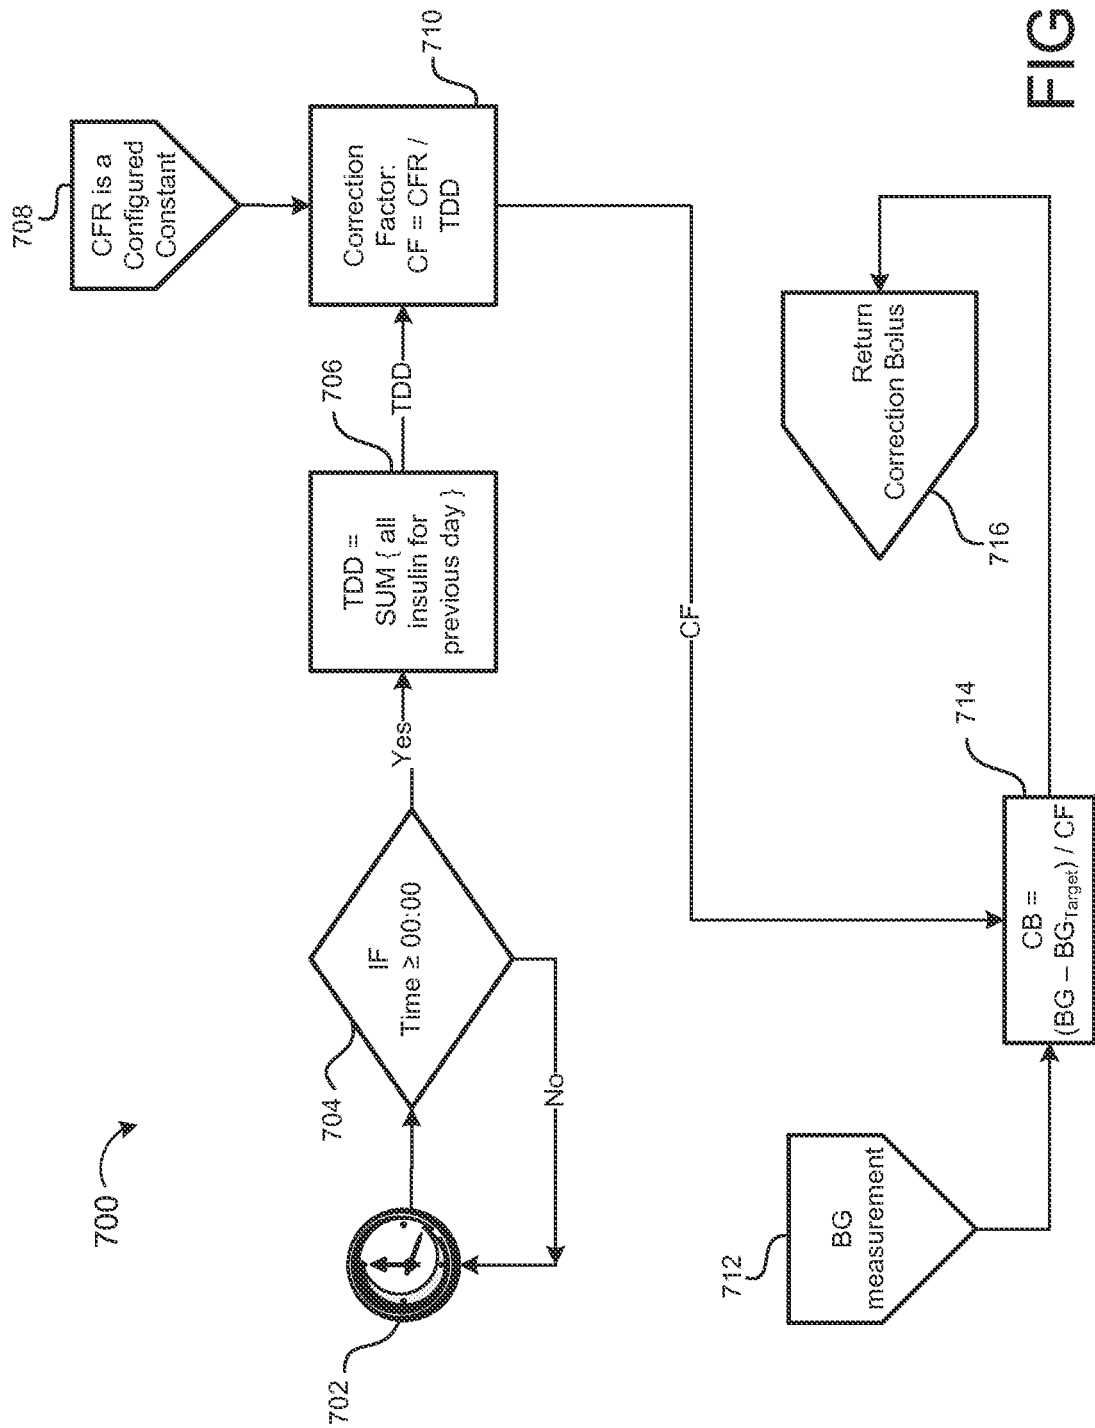 700
702
704
IF
Time ≥ 00:00
No
Yes
706
TDD =
SUM { all
insulin for
previous day }
TDD
708
CFR is a
Configured
Constant
710
Correction
Factor:
CF = CFR /
TDD
CF
712
BG
measurement
714
CB =
(BG – BGTarget) / CF
716
Return
Correction Bolus
FIG